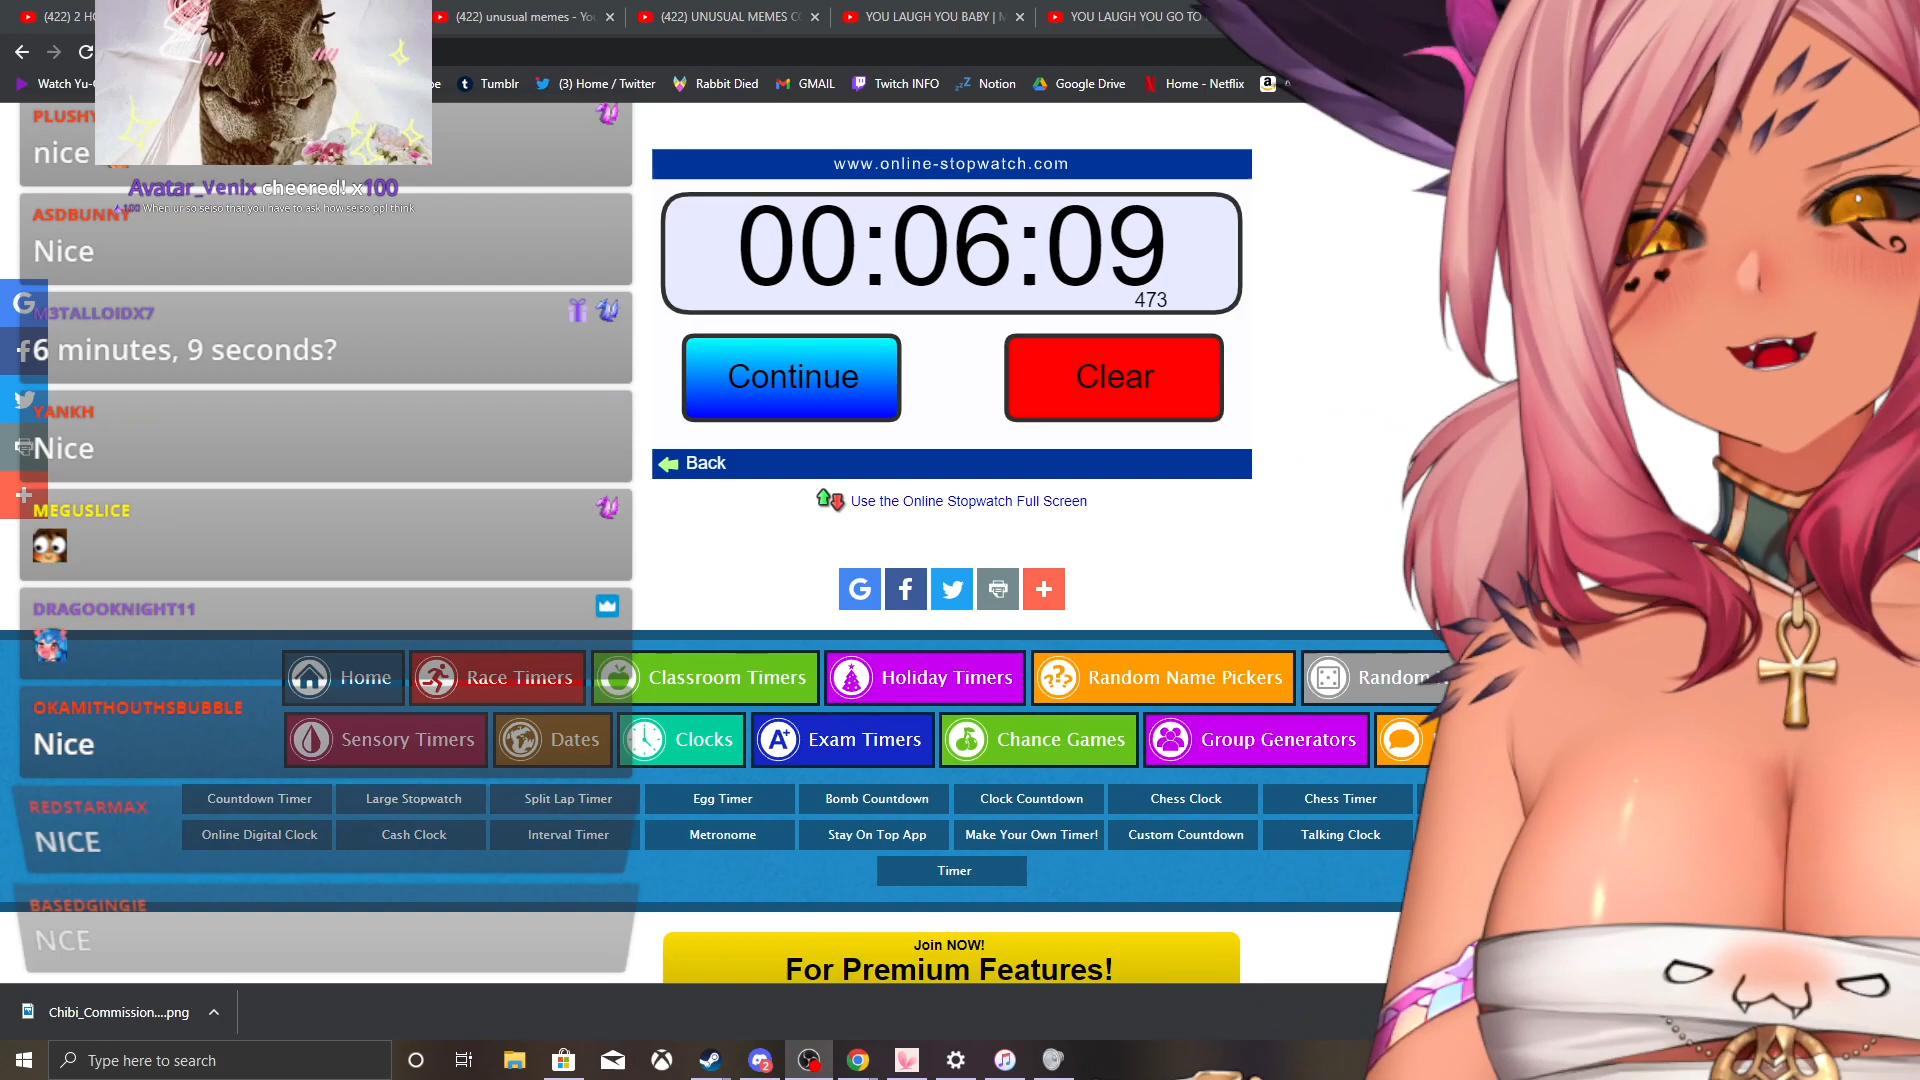 (422) 2 HO
(422) unusual memes - You
(422) UNUSUAL MEMES CO
YOU LAUGH YOU BABY | M
YOU LAUGH YOU GO TO
Watch Yu-G
be
Tumblr
(3) Home / Twitter
Rabbit Died
GMAIL
Twitch INFO
Notion
Google Drive
Home - Netflix
Avatar_Venix cheered! x100
100 When ur so seiso that you have to ask how seiso ppl think
PLUSHY
nice
ASDBUNNY
Nice
M3TALLOIDX7
6 minutes, 9 seconds?
YANKH
Nice
MEGUSLICE
DRAGOOKNIGHT11
OKAMITHOUTHSBUBBLE
Nice
REDSTARMAX
NICE
BASEDGINGIE
NCE
www.online-stopwatch.com
00:06:09
473
Continue
Clear
Back
Use the Online Stopwatch Full Screen
Home
Race Timers
Classroom Timers
Holiday Timers
Random Name Pickers
Random
Sensory Timers
Dates
Clocks
Exam Timers
Chance Games
Group Generators
Countdown Timer
Large Stopwatch
Split Lap Timer
Egg Timer
Bomb Countdown
Clock Countdown
Chess Clock
Chess Timer
Online Digital Clock
Cash Clock
Interval Timer
Metronome
Stay On Top App
Make Your Own Timer!
Custom Countdown
Talking Clock
Timer
Join NOW!
For Premium Features!
Chibi_Commission....png
Type here to search
2